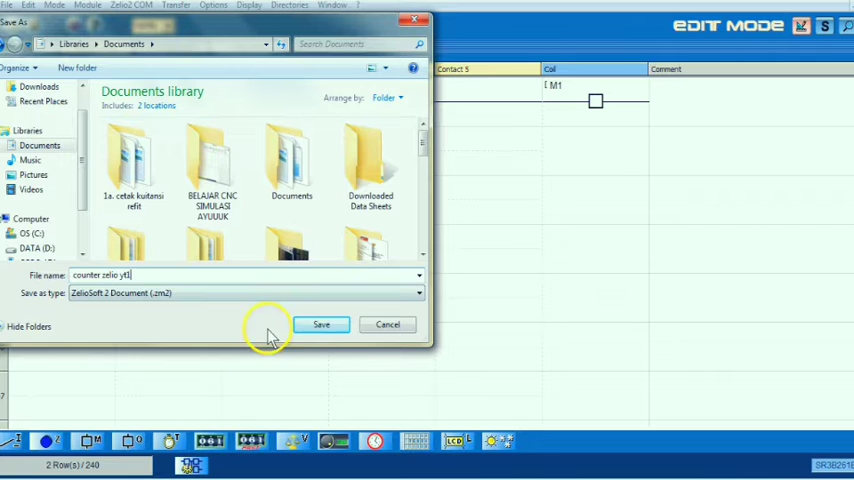 File Edit Mode Module Zelio2 COM Transfer Options Display Directories Window ?
Save As
Libraries Documents
Search Documents
EDIT MODE
S
Organize New folder
Contact 5 Coil Comment
Downloads
Recent Places
Libraries
Documents
Music
Pictures
Videos
Computer
OS (C:)
DATA (D:)
Documents library
Includes: 2 locations
Arrange by: Folder
[ M1
1a. cetak kuitansi refit
BELAJAR CNC SIMULASI AYUUUK
Documents
Downloaded Data Sheets
File name: counter zelio yt1
Save as type: ZelioSoft 2 Document (.zm2)
Hide Folders
Save Cancel
I Z M O T V LCD L
2 Row(s) / 240
SR3B261B